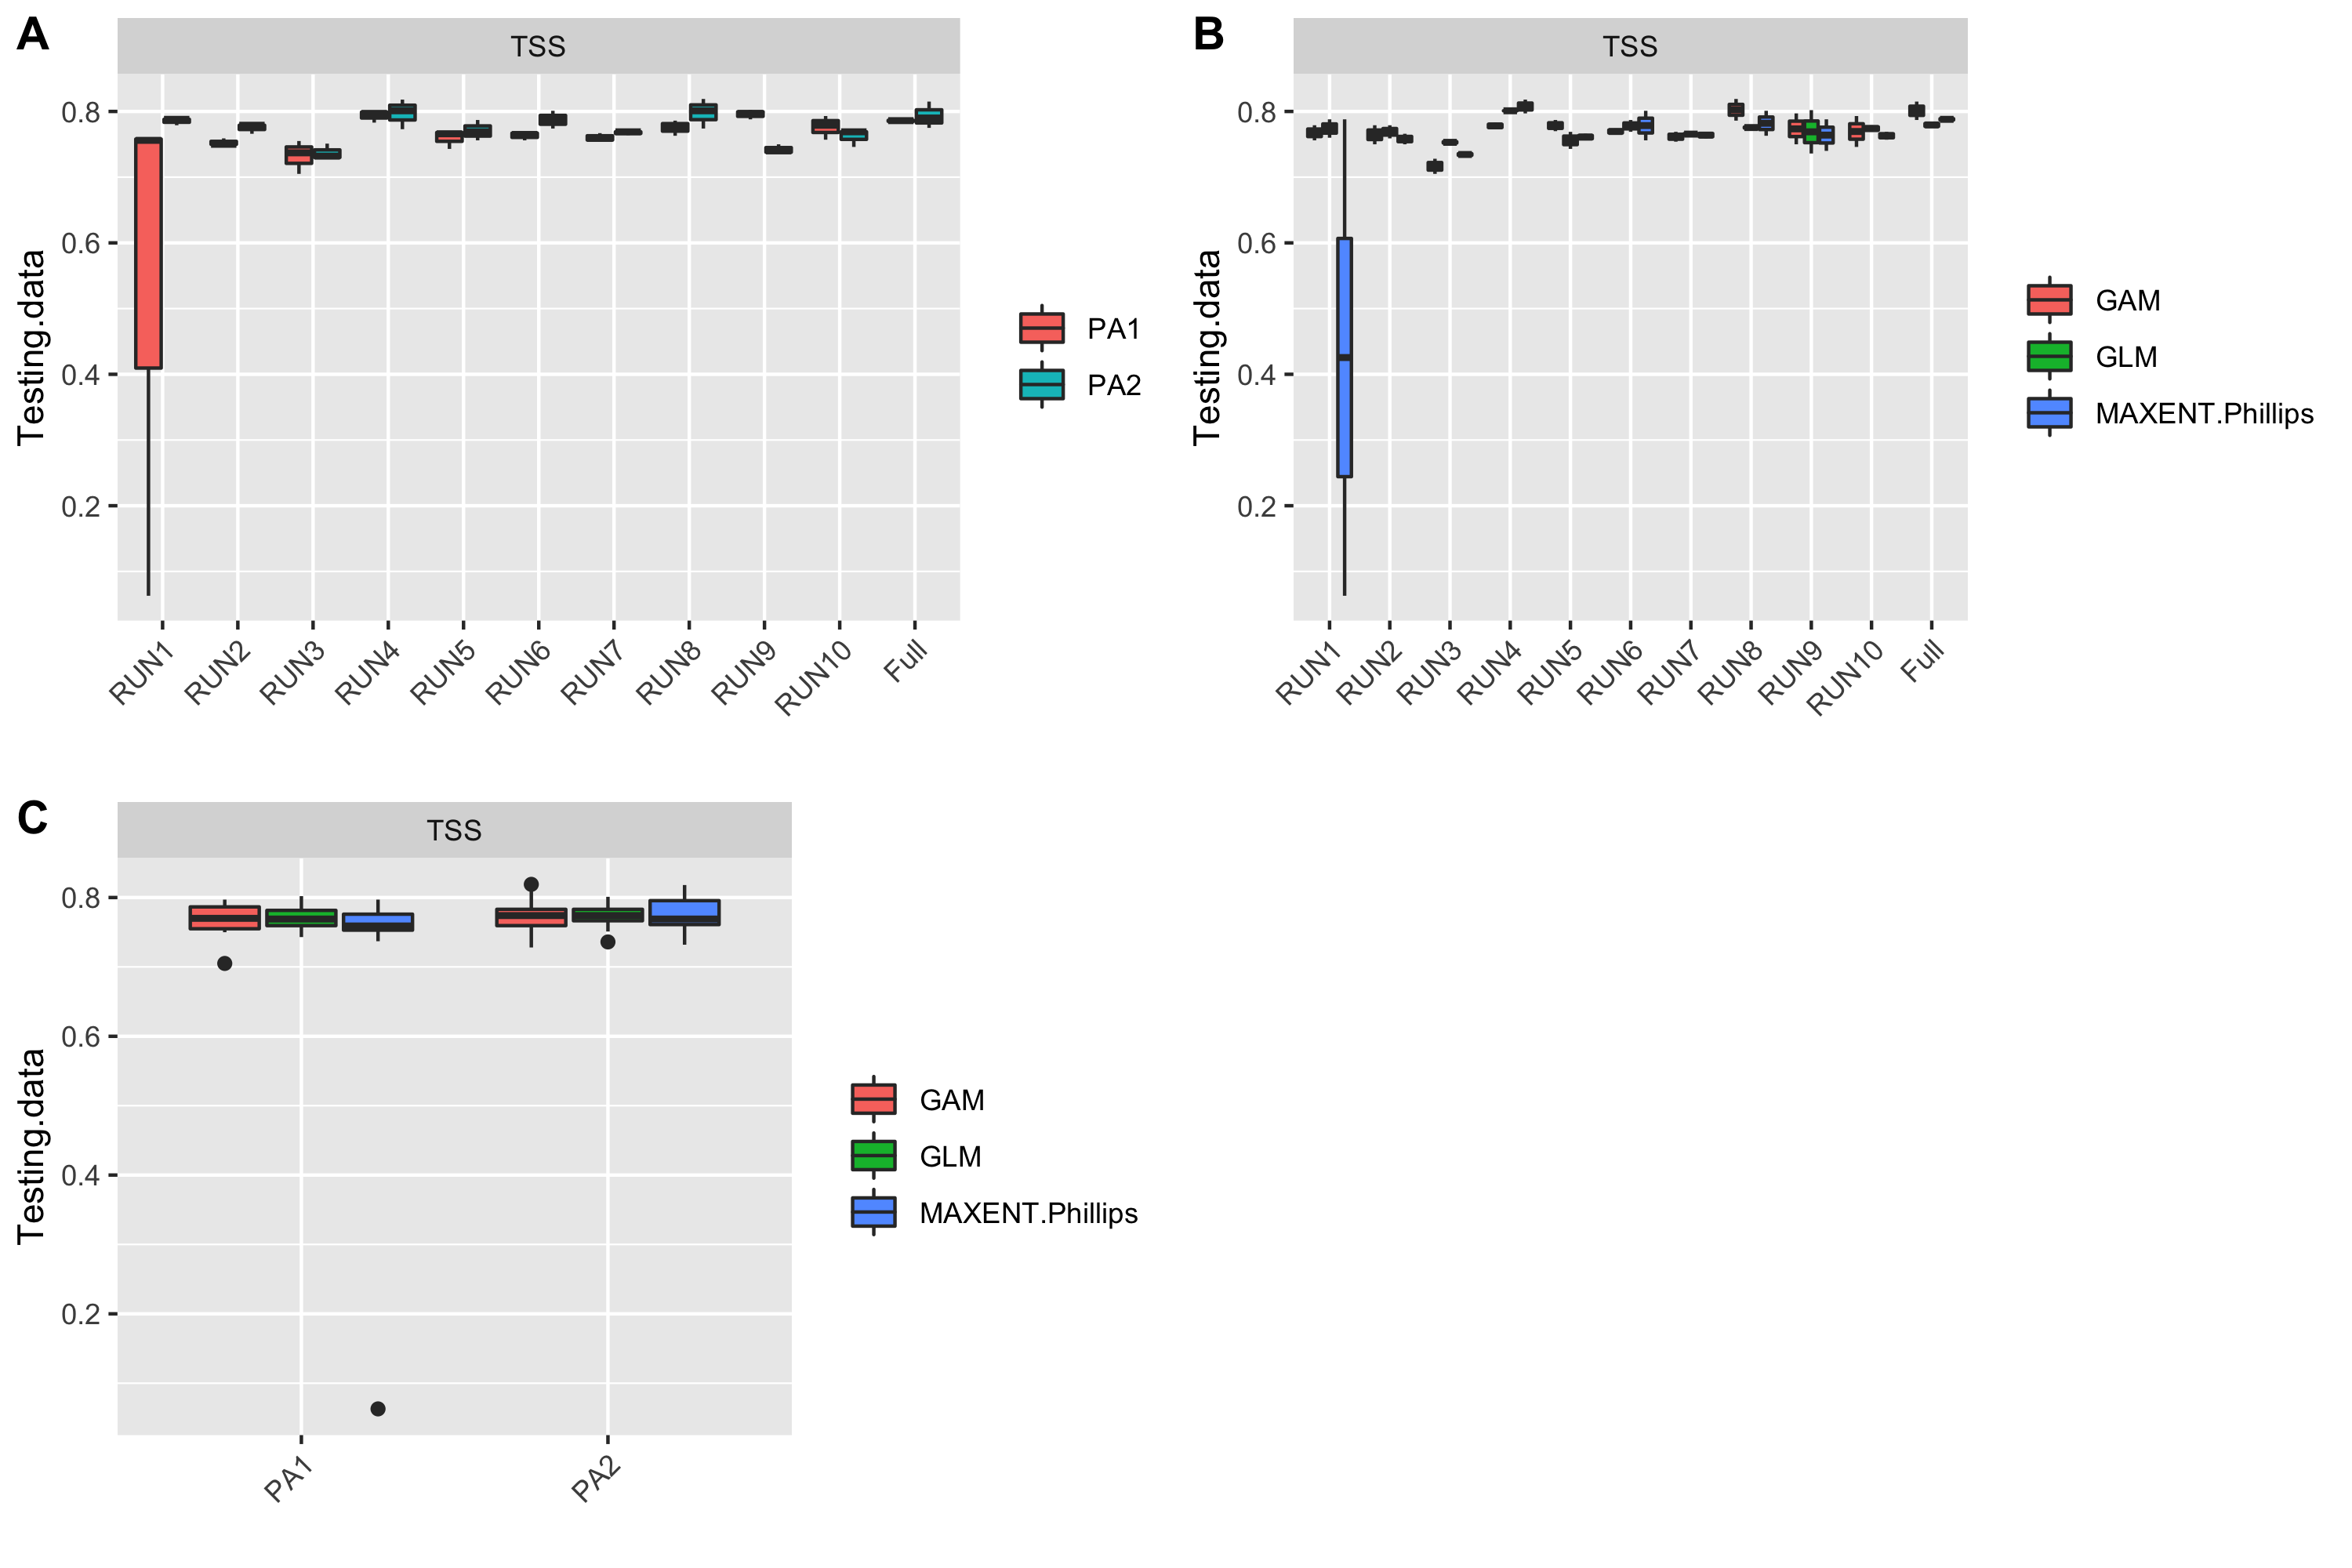 A
TSS
Testing.data
0.8
0.6
0.4
0.2
RUN1
RUN2
RUN3
RUN4
RUN5
RUN6
RUN7
RUN8
RUN9
RUN10
Full
PA1
PA2
B
TSS
Testing.data
0.8
0.6
0.4
0.2
RUN1
RUN2
RUN3
RUN4
RUN5
RUN6
RUN7
RUN8
RUN9
RUN10
Full
GAM
GLM
MAXENT.Phillips
C
TSS
Testing.data
0.8
0.6
0.4
0.2
PA1
PA2
GAM
GLM
MAXENT.Phillips